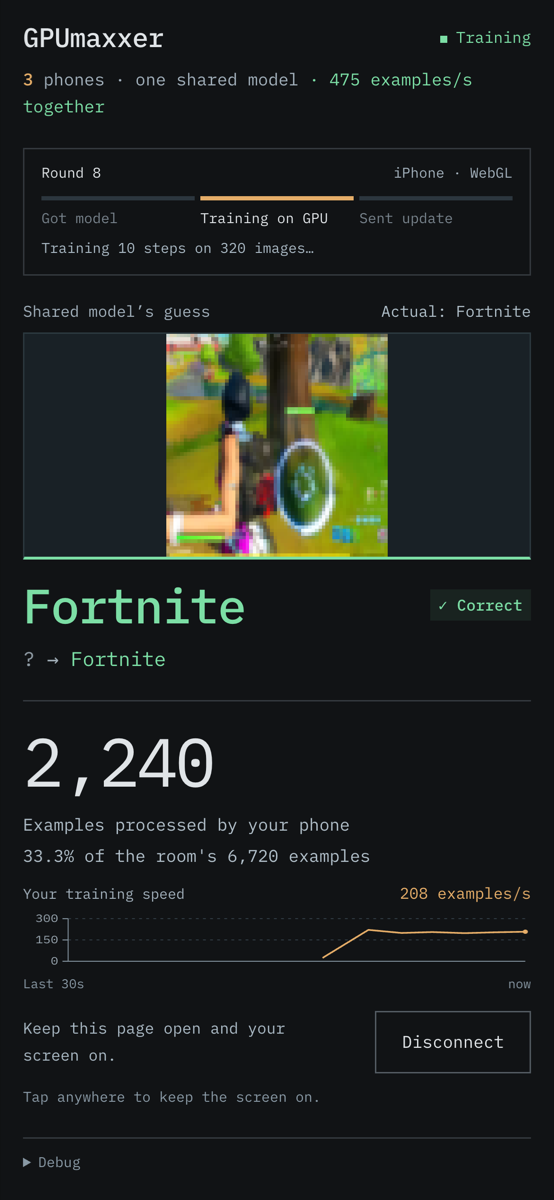 GPUmaxxer
■ Training
3 phones · one shared model · 475 examples/s
together
Round 8
iPhone · WebGL
Got model
Training on GPU
Sent update
Training 10 steps on 320 images…
Shared model’s guess
Actual: Fortnite
Fortnite
✓ Correct
? → Fortnite
2,240
Examples processed by your phone
33.3% of the room's 6,720 examples
Your training speed
208 examples/s
300
150
0
Last 30s
now
Keep this page open and your
screen on.
Disconnect
Tap anywhere to keep the screen on.
▶ Debug